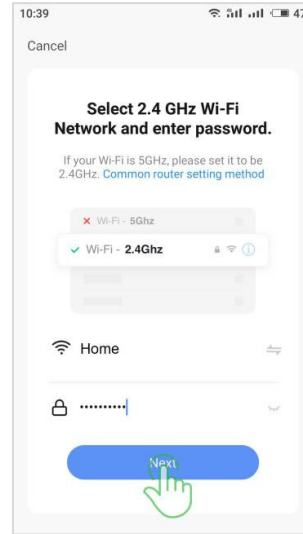 10:39 47
Cancel
Select 2.4 GHz Wi-Fi
Network and enter password.
If your Wi-Fi is 5GHz, please set it to be
2.4GHz. Common router setting method
Wi-Fi - 5Ghz
Wi-Fi - 2.4Ghz
Home
••••••••••
Next